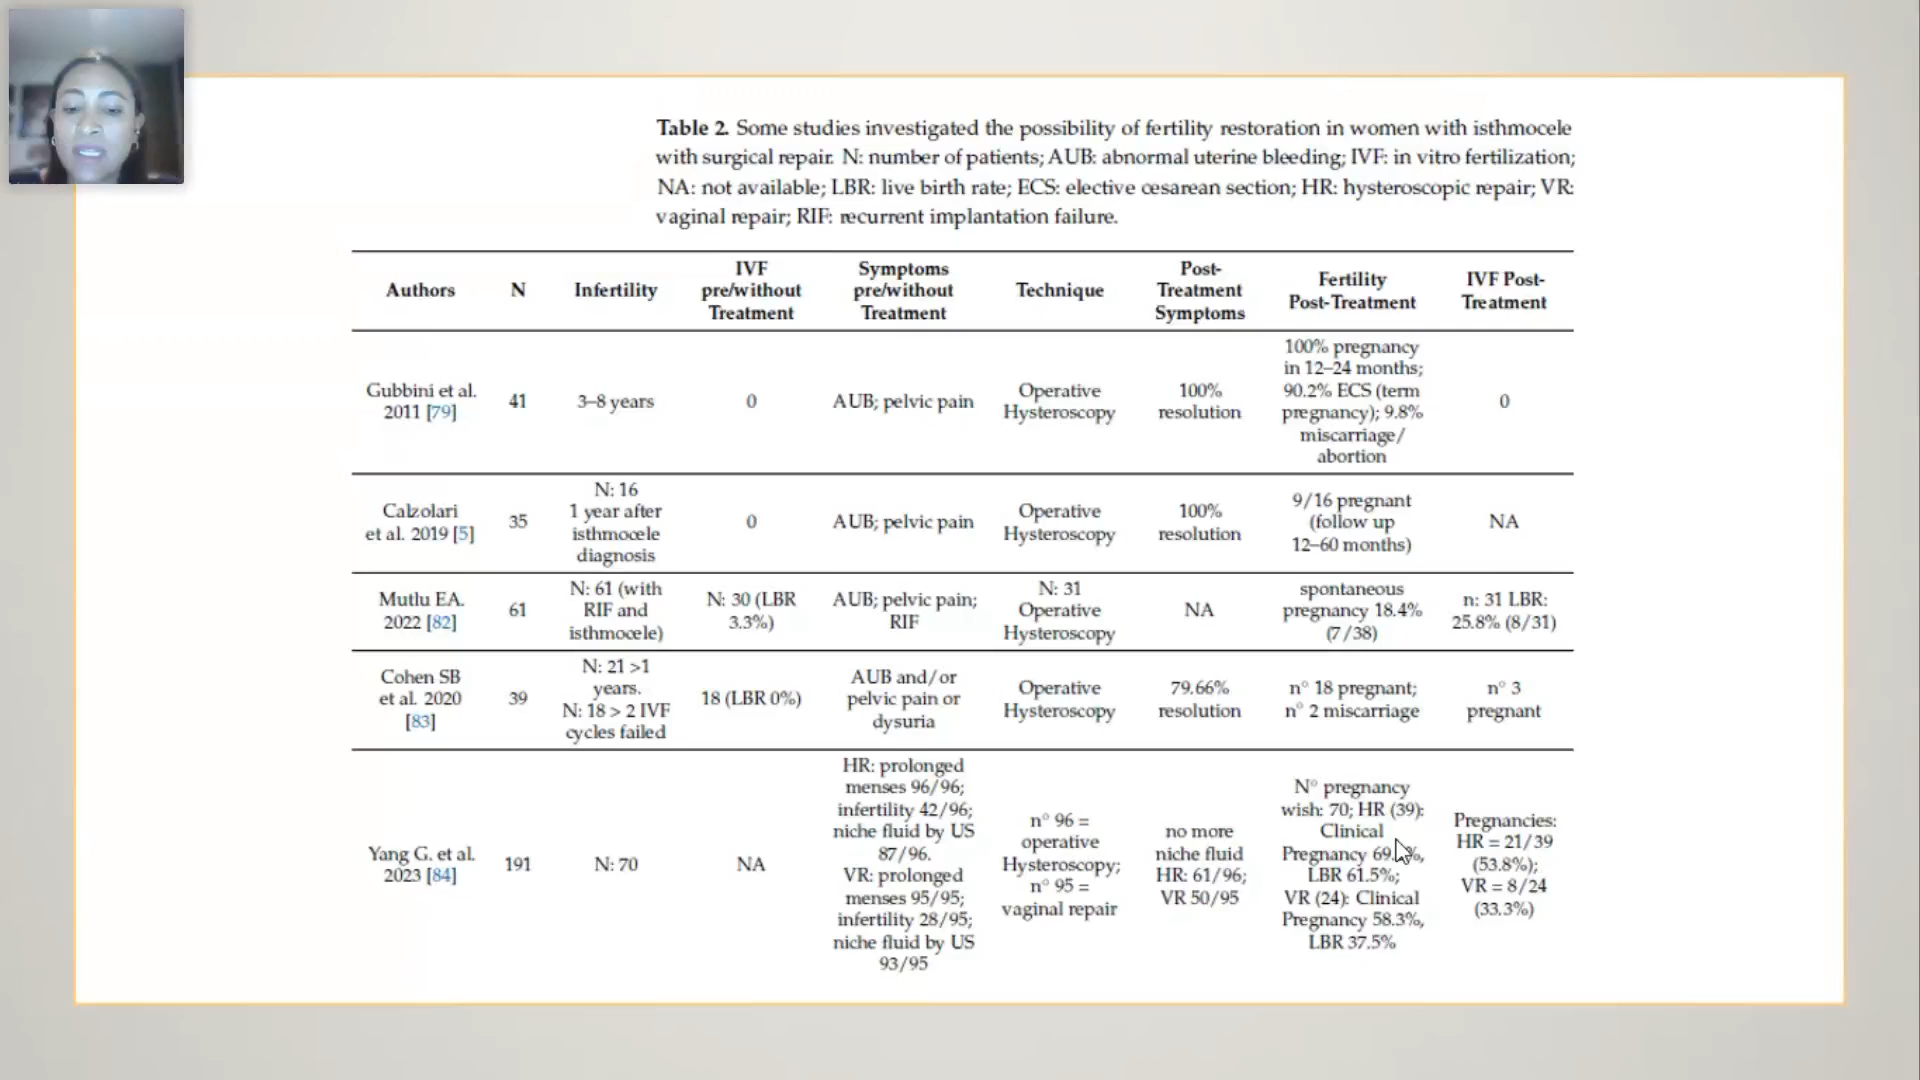 Table 2. Some studies investigated the possibility of fertility restoration in women with isthmocele
with surgical repair. N: number of patients; AUB: abnormal uterine bleeding; IVF: in vitro fertilization;
NA: not available; LBR: live birth rate; ECS: elective cesarean section; HR: hysteroscopic repair; VR:
vaginal repair; RIF: recurrent implantation failure.
Authors
N
Infertility
IVF
pre/without
Treatment
Symptoms
pre/without
Treatment
Technique
Post-
Treatment
Symptoms
Fertility
Post-Treatment
IVF Post-
Treatment
Gubbini et al.
2011 [79]
41
3–8 years
0
AUB; pelvic pain
Operative
Hysteroscopy
100%
resolution
100% pregnancy
in 12–24 months;
90.2% ECS (term
pregnancy); 9.8%
miscarriage/
abortion
0
Calzolari
et al. 2019 [5]
35
N: 16
1 year after
isthmocele
diagnosis
0
AUB; pelvic pain
Operative
Hysteroscopy
100%
resolution
9/16 pregnant
(follow up
12–60 months)
NA
Mutlu EA.
2022 [82]
61
N: 61 (with
RIF and
isthmocele)
N: 30 (LBR
3.3%)
AUB; pelvic pain;
RIF
N: 31
Operative
Hysteroscopy
NA
spontaneous
pregnancy 18.4%
(7/38)
n: 31 LBR:
25.8% (8/31)
Cohen SB
et al. 2020
[83]
39
N: 21 >1
years.
N: 18 > 2 IVF
cycles failed
18 (LBR 0%)
AUB and/or
pelvic pain or
dysuria
Operative
Hysteroscopy
79.66%
resolution
n° 18 pregnant;
n° 2 miscarriage
n° 3
pregnant
Yang G. et al.
2023 [84]
191
N: 70
NA
HR: prolonged
menses 96/96;
infertility 42/96;
niche fluid by US
87/96.
VR: prolonged
menses 95/95;
infertility 28/95;
niche fluid by US
93/95
n° 96 =
operative
Hysteroscopy;
n° 95 =
vaginal repair
no more
niche fluid
HR: 61/96;
VR 50/95
N° pregnancy
wish: 70; HR (39):
Clinical
Pregnancy
LBR 61.5%;
VR (24): Clinical
Pregnancy 58.3%,
LBR 37.5%
Pregnancies:
HR = 21/39
(53.8%);
VR = 8/24
(33.3%)